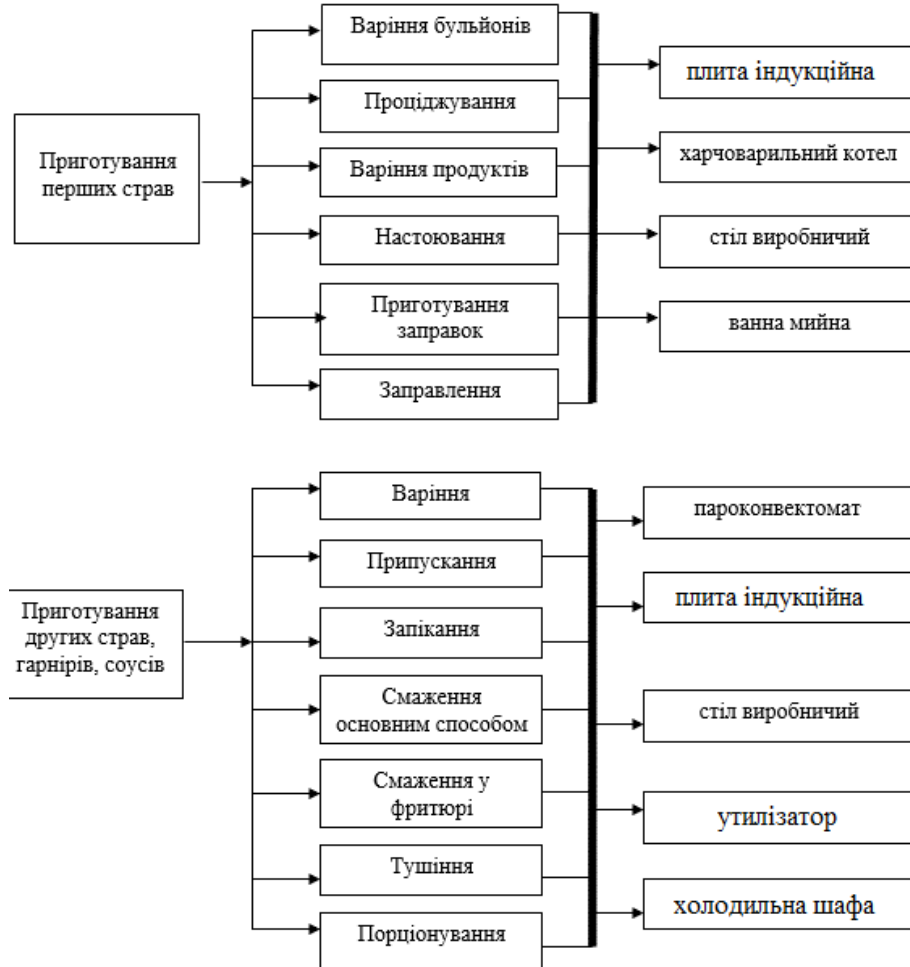 Приготування
перших страв
Варіння бульйонів
Проціджування
Варіння продуктів
Настоювання
Приготування
заправок
Заправлення
плита індукційна
харчоварильний котел
стіл виробничий
ванна мийна
Приготування
других страв,
гарнірів, соусів
Варіння
Припускання
Запікання
Смаження
основним способом
Смаження у
фритюрі
Тушіння
Порціонування
пароконвектомат
плита індукційна
стіл виробничий
утилізатор
холодильна шафа